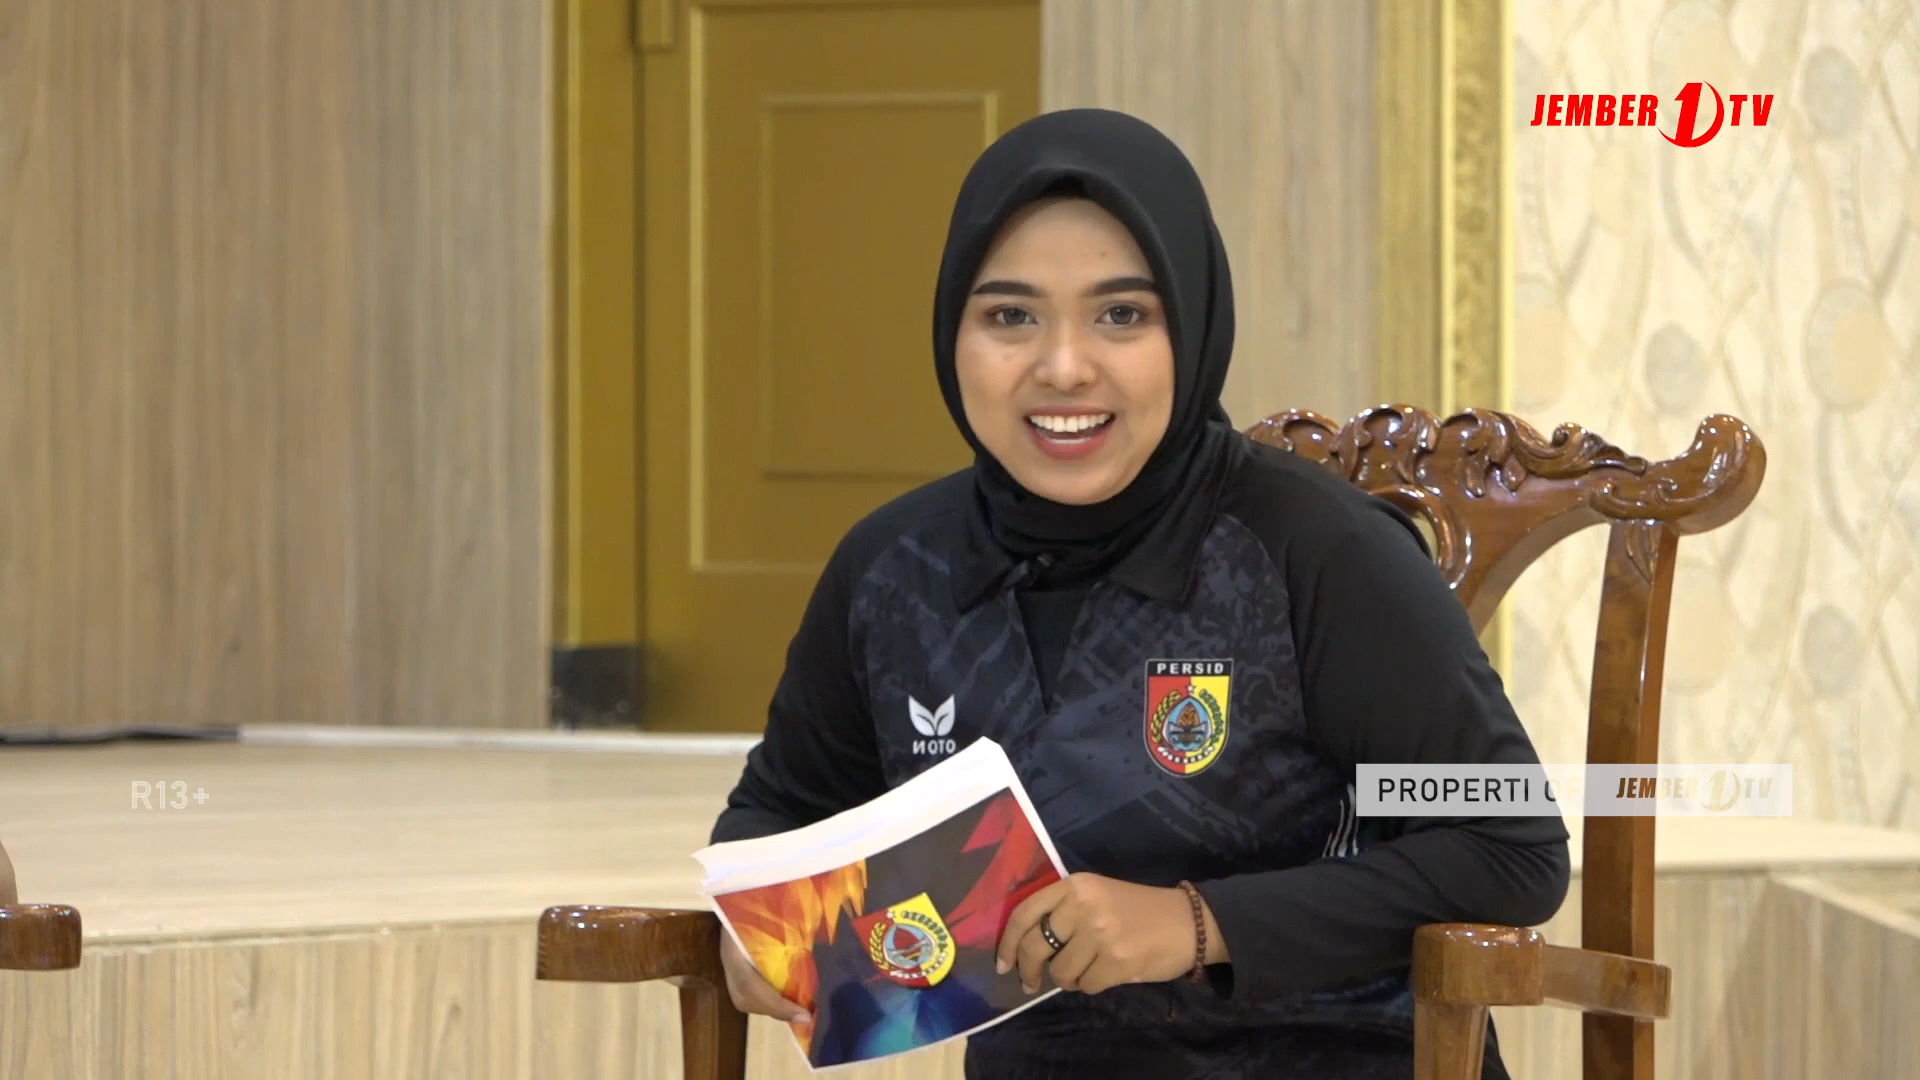 JEMBER 1 TV
PERSID
NOTO
R13+
PROPERTI OF JEMBER 1 TV